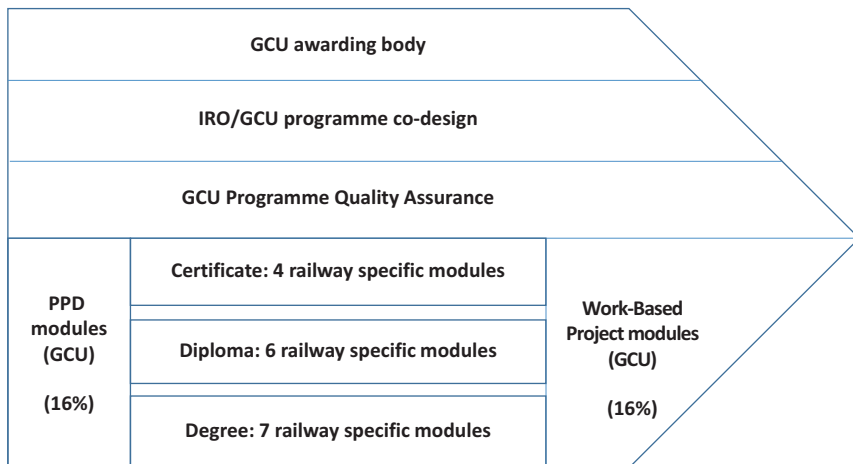 GCU awarding body
IRO/GCU programme co-design
GCU Programme Quality Assurance
PPD
modules
(GCU)
(16%)
Certificate: 4 railway specific modules
Diploma: 6 railway specific modules
Degree: 7 railway specific modules
Work-Based
Project modules
(GCU)
(16%)